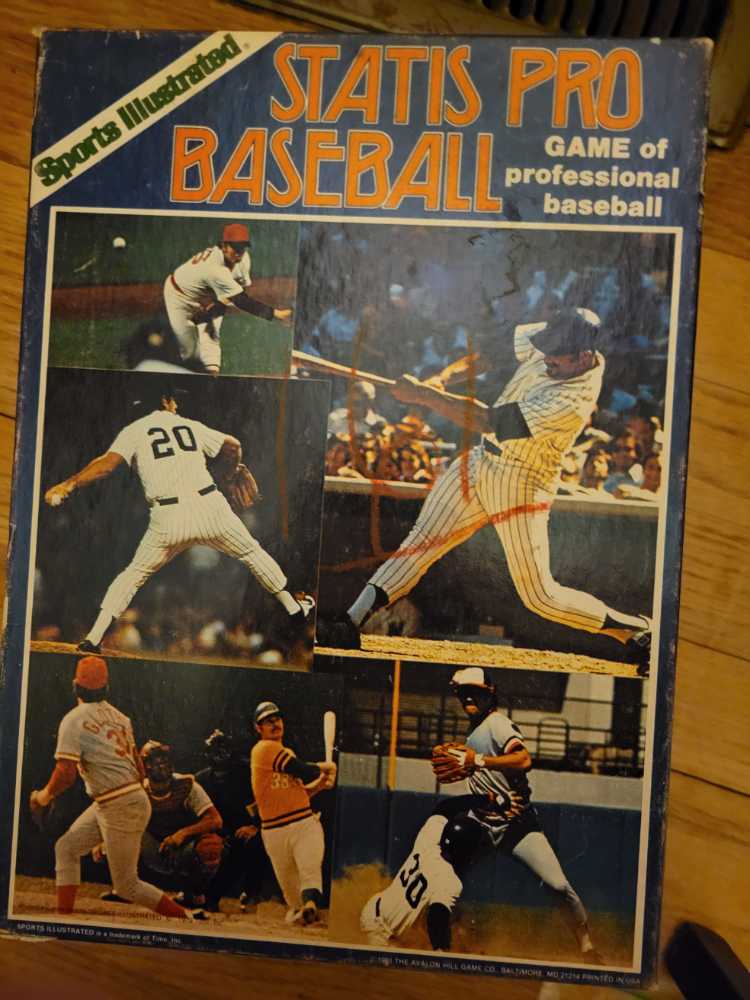 Sports Illustrated
STATIS PRO
BASEBALL
GAME of
professional
baseball
20
38
30
SPORTS ILLUSTRATED is a trademark of Time, Inc.
THE AVALON HILL GAME CO., BALTIMORE, MD 21214 PRINTED IN USA